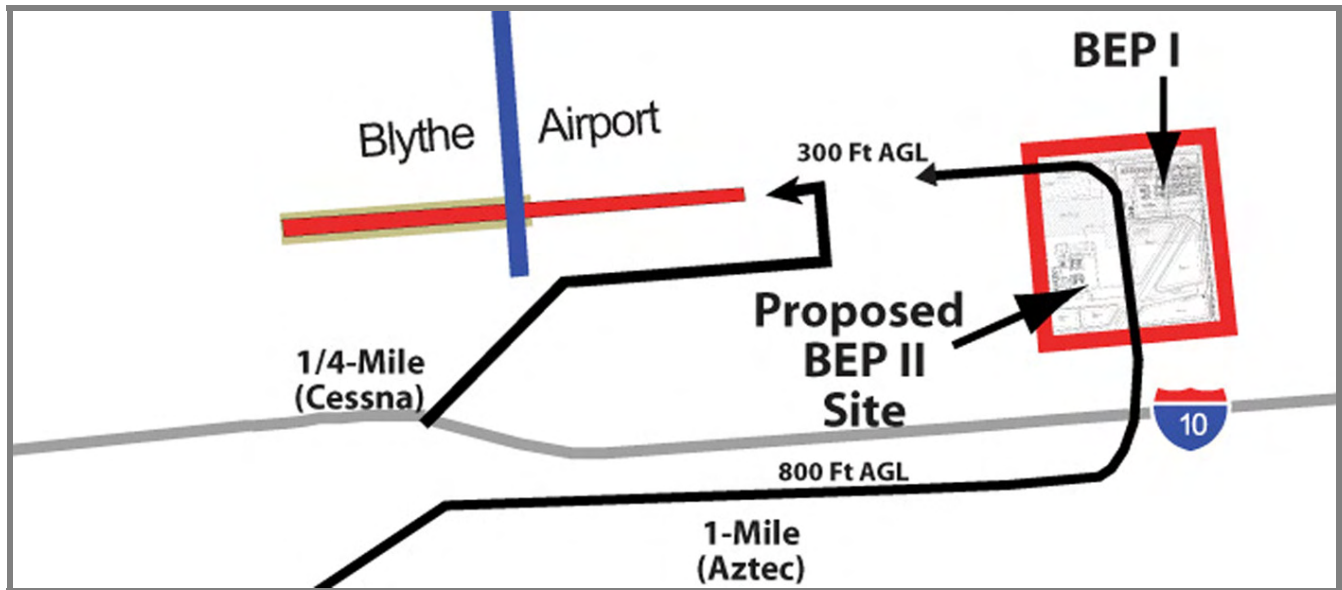 BEP I
Blythe Airport
300 Ft AGL
Proposed
BEP II
Site
1/4-Mile
(Cessna)
10
800 Ft AGL
1-Mile
(Aztec)